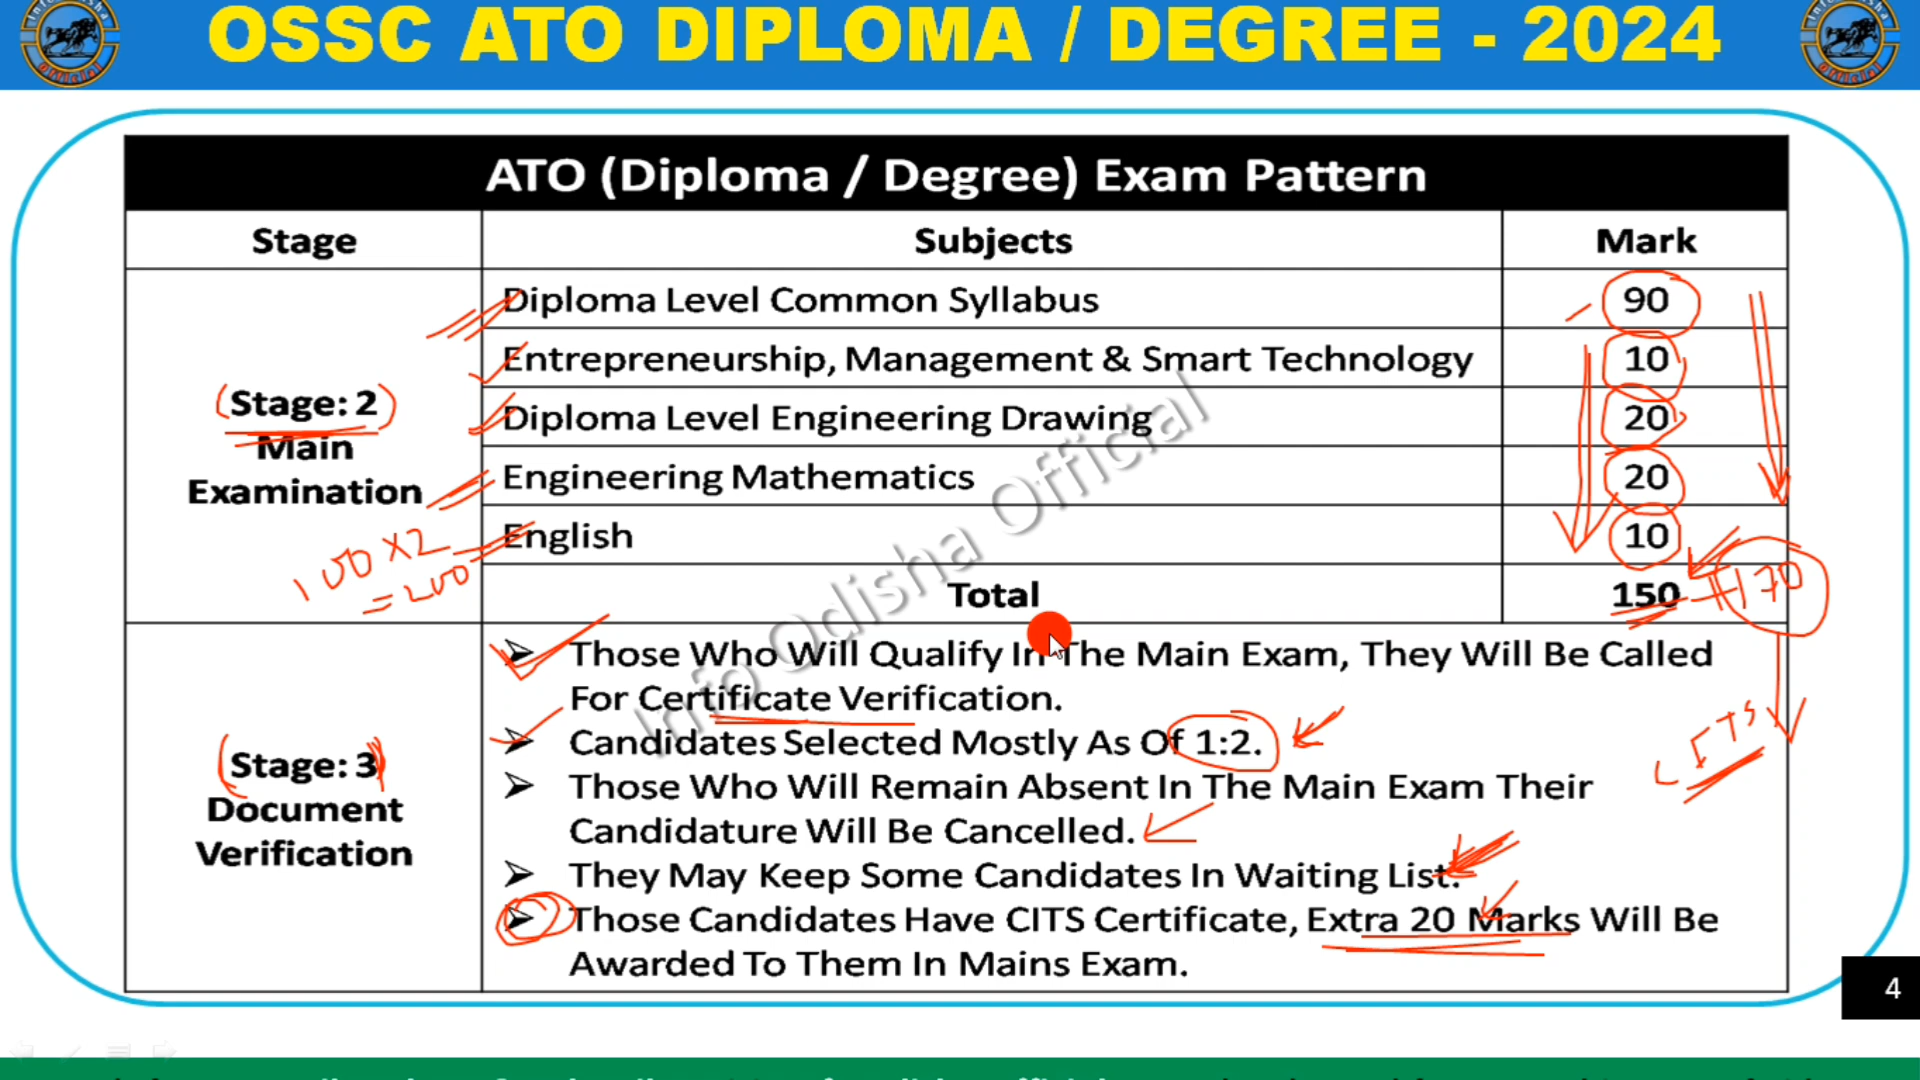 OSSC ATO DIPLOMA / DEGREE - 2024
ATO (Diploma / Degree) Exam Pattern
Stage Subjects Mark
Diploma Level Common Syllabus 90
Entrepreneurship, Management & Smart Technology 10
Diploma Level Engineering Drawing 20
Engineering Mathematics 20
English 10
Total 150
170
(Stage: 2)
Main
Examination
100 × 2
= 200
Those Who Will Qualify In The Main Exam, They Will Be Called
For Certificate Verification.
Candidates Selected Mostly As Of 1:2.
Those Who Will Remain Absent In The Main Exam Their
Candidature Will Be Cancelled.
They May Keep Some Candidates In Waiting List.
Those Candidates Have CITS Certificate, Extra 20 Marks Will Be
Awarded To Them In Mains Exam.
(Stage: 3)
Document
Verification
CITS
Info Odisha Official
4